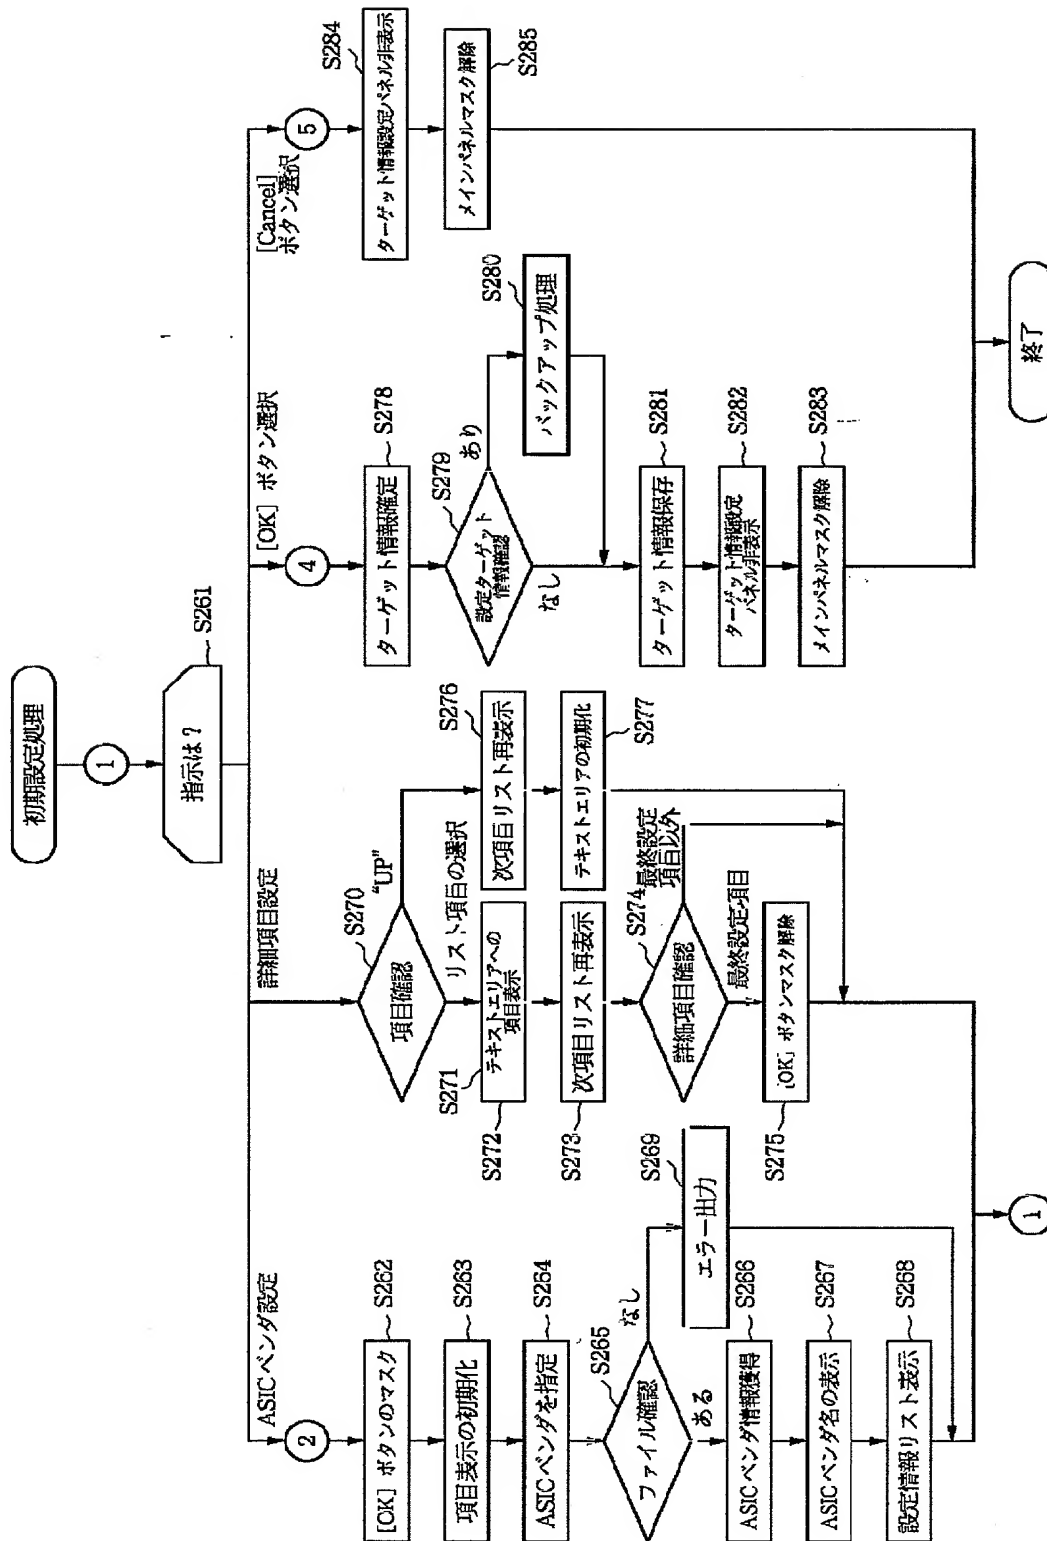 初期設定処理
1
指示は?
S261
ASICベンダ設定
2
[OK] ボタンのマスク
S262
項目表示の初期化
S263
ASICベンダを指定
S264
ファイル確認
S265
なし
ある
エラー出力
S269
ASICベンダ情報獲得
S266
ASICベンダ名の表示
S267
設定情報リスト表示
S268
詳細項目設定
項目確認
S270
"UP"
リスト項目の選択
S271
テキストエリアへの
項目表示
S272
次項目リスト再表示
S273
詳細項目確認
S274
最終設定
項目以外
最終設定項目
[OK] ボタンマスク解除
S275
次項目リスト再表示
S276
テキストエリアの初期化
S277
1
[OK] ボタン選択
4
ターゲット情報確定
S278
設定ターゲット
情報確認
S279
あり
なし
バックアップ処理
S280
ターゲット情報保存
S281
ターゲット情報設定
パネル非表示
S282
メインパネルマスク解除
S283
[Cancel]
ボタン選択
5
ターゲット情報設定パネル非表示
S284
メインパネルマスク解除
S285
終了